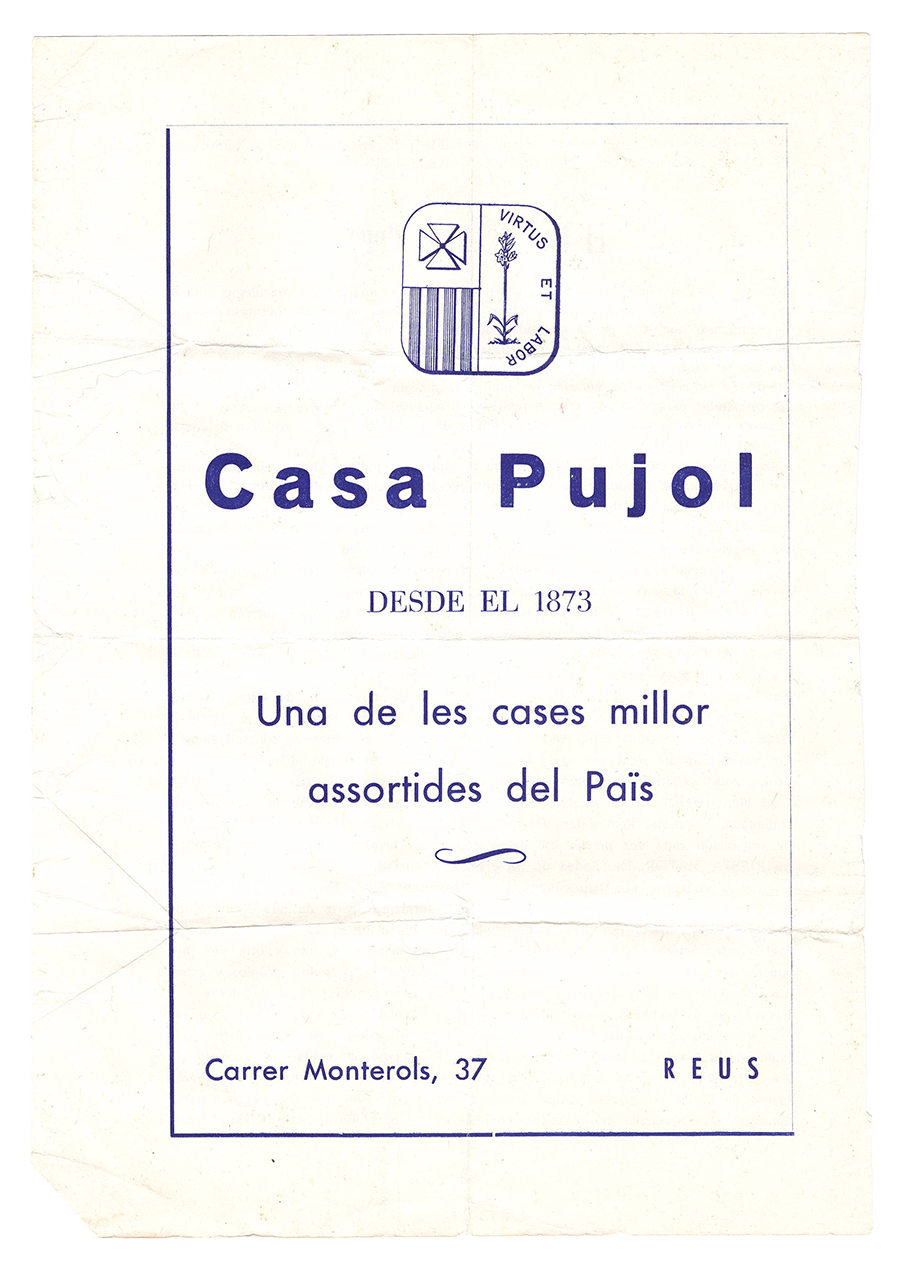 VIRTUS ET LABOR
Casa Pujol
DESDE EL 1873
Una de les cases millor
assortides del País
Carrer Monterols, 37 REUS